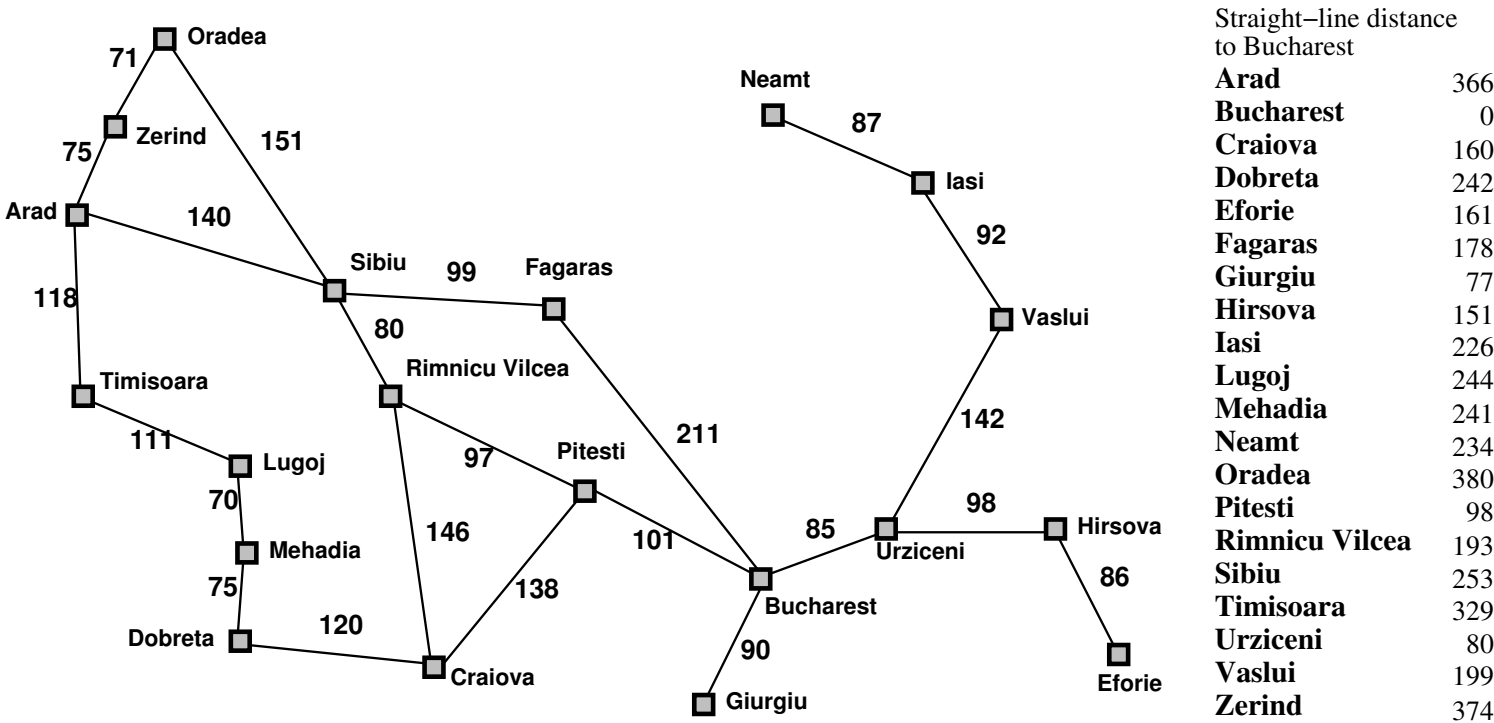 Oradea
71
Neamt
87
Zerind
151
75
Iasi
Arad
140
92
Sibiu
99
Fagaras
118
80
Vaslui
Rimnicu Vilcea
Timisoara
142
111
211
Pitesti
Lugoj
97
70
98
Hirsova
146
101
85
Urziceni
Mehadia
86
75
138
Bucharest
120
Dobreta
90
Craiova
Eforie
Giurgiu
Straight−line distance
to Bucharest
Arad 366
Bucharest 0
Craiova 160
Dobreta 242
Eforie 161
Fagaras 178
Giurgiu 77
Hirsova 151
Iasi 226
Lugoj 244
Mehadia 241
Neamt 234
Oradea 380
Pitesti 98
Rimnicu Vilcea 193
Sibiu 253
Timisoara 329
Urziceni 80
Vaslui 199
Zerind 374